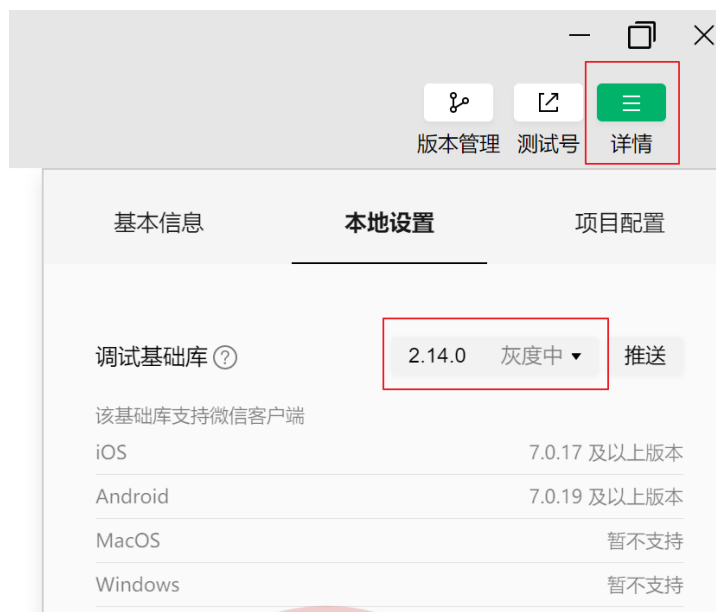 版本管理 测试号 详情
基本信息 本地设置 项目配置
调试基础库 ? 2.14.0 灰度中 推送
该基础库支持微信客户端
iOS 7.0.17 及以上版本
Android 7.0.19 及以上版本
MacOS 暂不支持
Windows 暂不支持